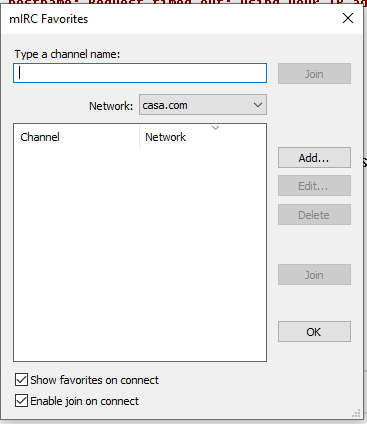 hostname: Request timed out; using your IP ad
mIRC Favorites
Type a channel name:
Join
Network:
casa.com
Channel
Network
Add...
Edit...
Delete
Join
OK
Show favorites on connect
Enable join on connect